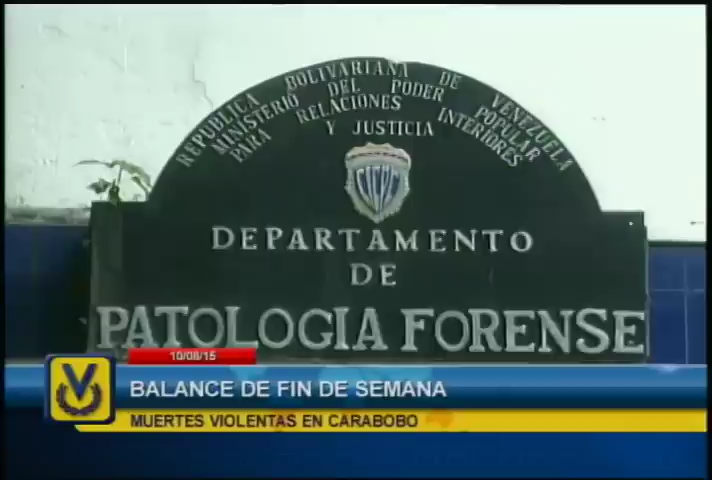 REPUBLICA BOLIVARIANA DE VENEZUELA
MINISTERIO DEL PODER POPULAR
PARA RELACIONES INTERIORES
Y JUSTICIA
CICPC
DEPARTAMENTO
DE
PATOLOGIA FORENSE
10/08/15
V
BALANCE DE FIN DE SEMANA
MUERTES VIOLENTAS EN CARABOBO